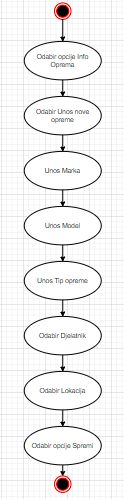 Odabir opcije Info
Oprema
Odabir Unos nove
opreme
Unos Marka
Unos Model
Unos Tip opreme
Odabir Djelatnik
Odabir Lokacija
Odabir opcije Spremi